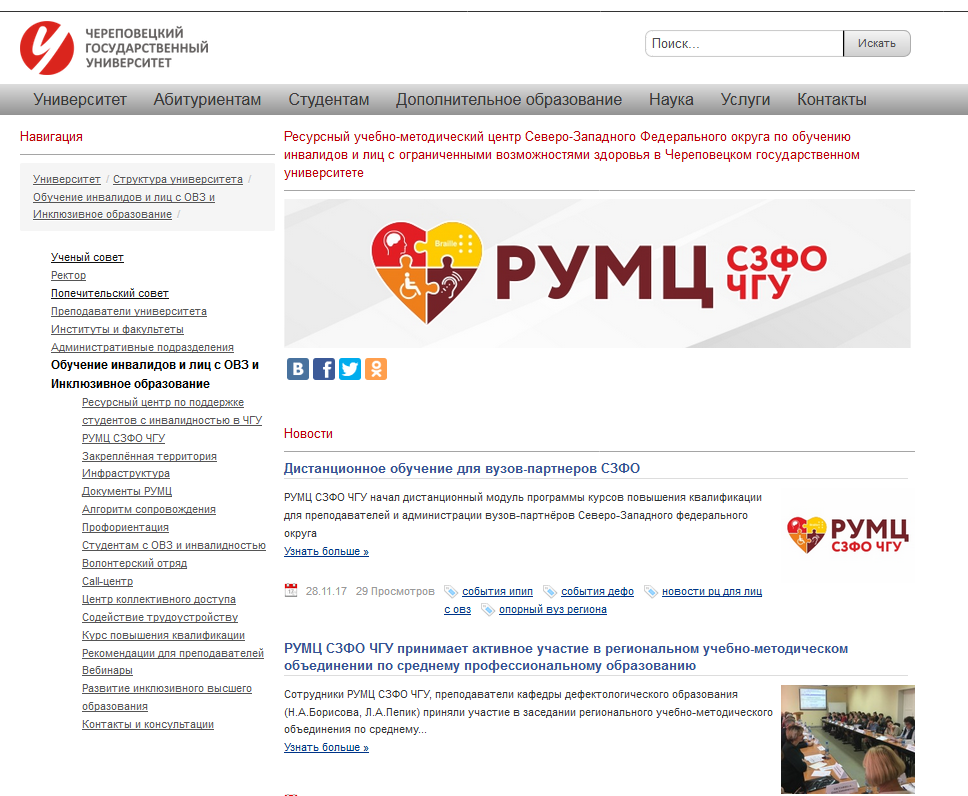 ЧЕРЕПОВЕЦКИЙ
ГОСУДАРСТВЕННЫЙ
УНИВЕРСИТЕТ
Поиск...
Искать
Университет Абитуриентам Студентам Дополнительное образование Наука Услуги Контакты
Навигация
Университет / Структура университета /
Обучение инвалидов и лиц с ОВЗ и
Инклюзивное образование /
Ученый совет
Ректор
Попечительский совет
Преподаватели университета
Институты и факультеты
Административные подразделения
Обучение инвалидов и лиц с ОВЗ и
Инклюзивное образование
Ресурсный центр по поддержке
студентов с инвалидностью в ЧГУ
РУМЦ СЗФО ЧГУ
Закреплённая территория
Инфраструктура
Документы РУМЦ
Алгоритм сопровождения
Профориентация
Студентам с ОВЗ и инвалидностью
Волонтерский отряд
Call-центр
Центр коллективного доступа
Содействие трудоустройству
Курс повышения квалификации
Рекомендации для преподавателей
Вебинары
Развитие инклюзивного высшего
образования
Контакты и консультации
Ресурсный учебно-методический центр Северо-Западного Федерального округа по обучению
инвалидов и лиц с ограниченными возможностями здоровья в Череповецком государственном
университете
Braille
РУМЦ СЗФО
ЧГУ
Новости
Дистанционное обучение для вузов-партнеров СЗФО
РУМЦ СЗФО ЧГУ начал дистанционный модуль программы курсов повышения квалификации
для преподавателей и администрации вузов-партнёров Северо-Западного федерального
округа
Узнать больше »
РУМЦ
СЗФО ЧГУ
28.11.17 29 Просмотров события ипип события дефо новости рц для лиц
с овз опорный вуз региона
РУМЦ СЗФО ЧГУ принимает активное участие в региональном учебно-методическом
объединении по среднему профессиональному образованию
Сотрудники РУМЦ СЗФО ЧГУ, преподаватели кафедры дефектологического образования
(Н.А.Борисова, Л.А.Пепик) приняли участие в заседании регионального учебно-методического
объединения по среднему...
Узнать больше »